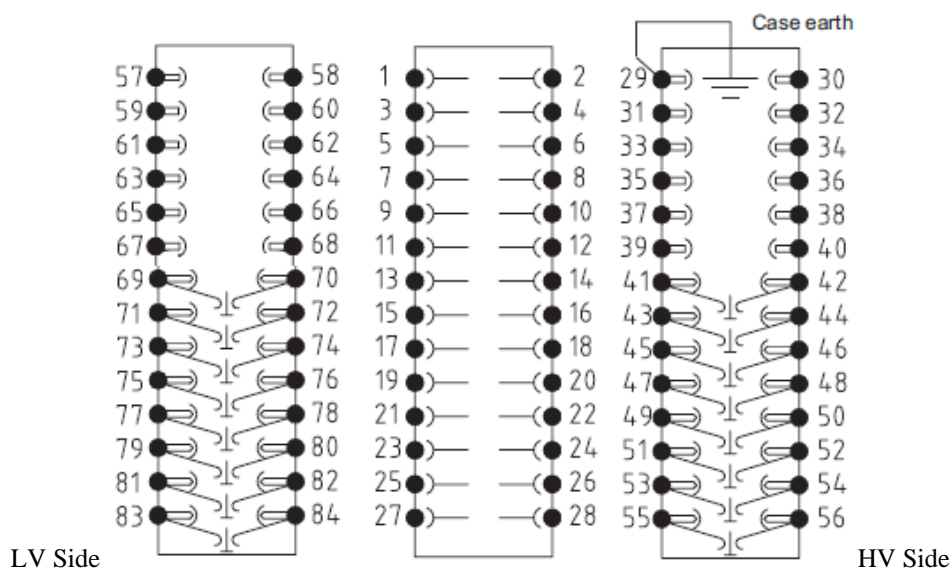 Case earth
57 58 1 2 29 30
59 60 3 4 31 32
61 62 5 6 33 34
63 64 7 8 35 36
65 66 9 10 37 38
67 68 11 12 39 40
69 70 13 14 41 42
71 72 15 16 43 44
73 74 17 18 45 46
75 76 19 20 47 48
77 78 21 22 49 50
79 80 23 24 51 52
81 82 25 26 53 54
83 84 27 28 55 56
LV Side HV Side